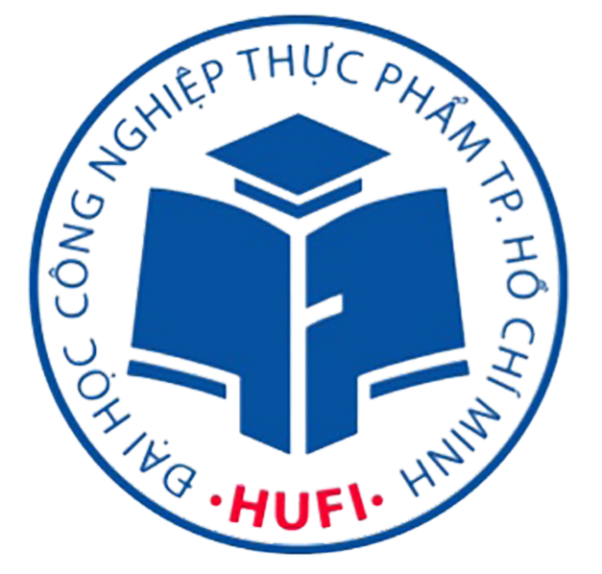 ĐẠI HỌC CÔNG NGHIỆP THỰC PHẨM TP. HỒ CHÍ MINH
·HUFI·